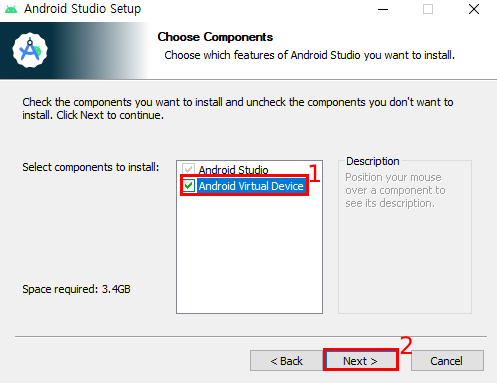 Android Studio Setup
Choose Components
Choose which features of Android Studio you want to install.
Check the components you want to install and uncheck the components you don't want to
install. Click Next to continue.
Select components to install:
Android Studio
Android Virtual Device
1
Description
Position your mouse
over a component to
see its description.
Space required: 3.4GB
2
< Back
Next >
Cancel